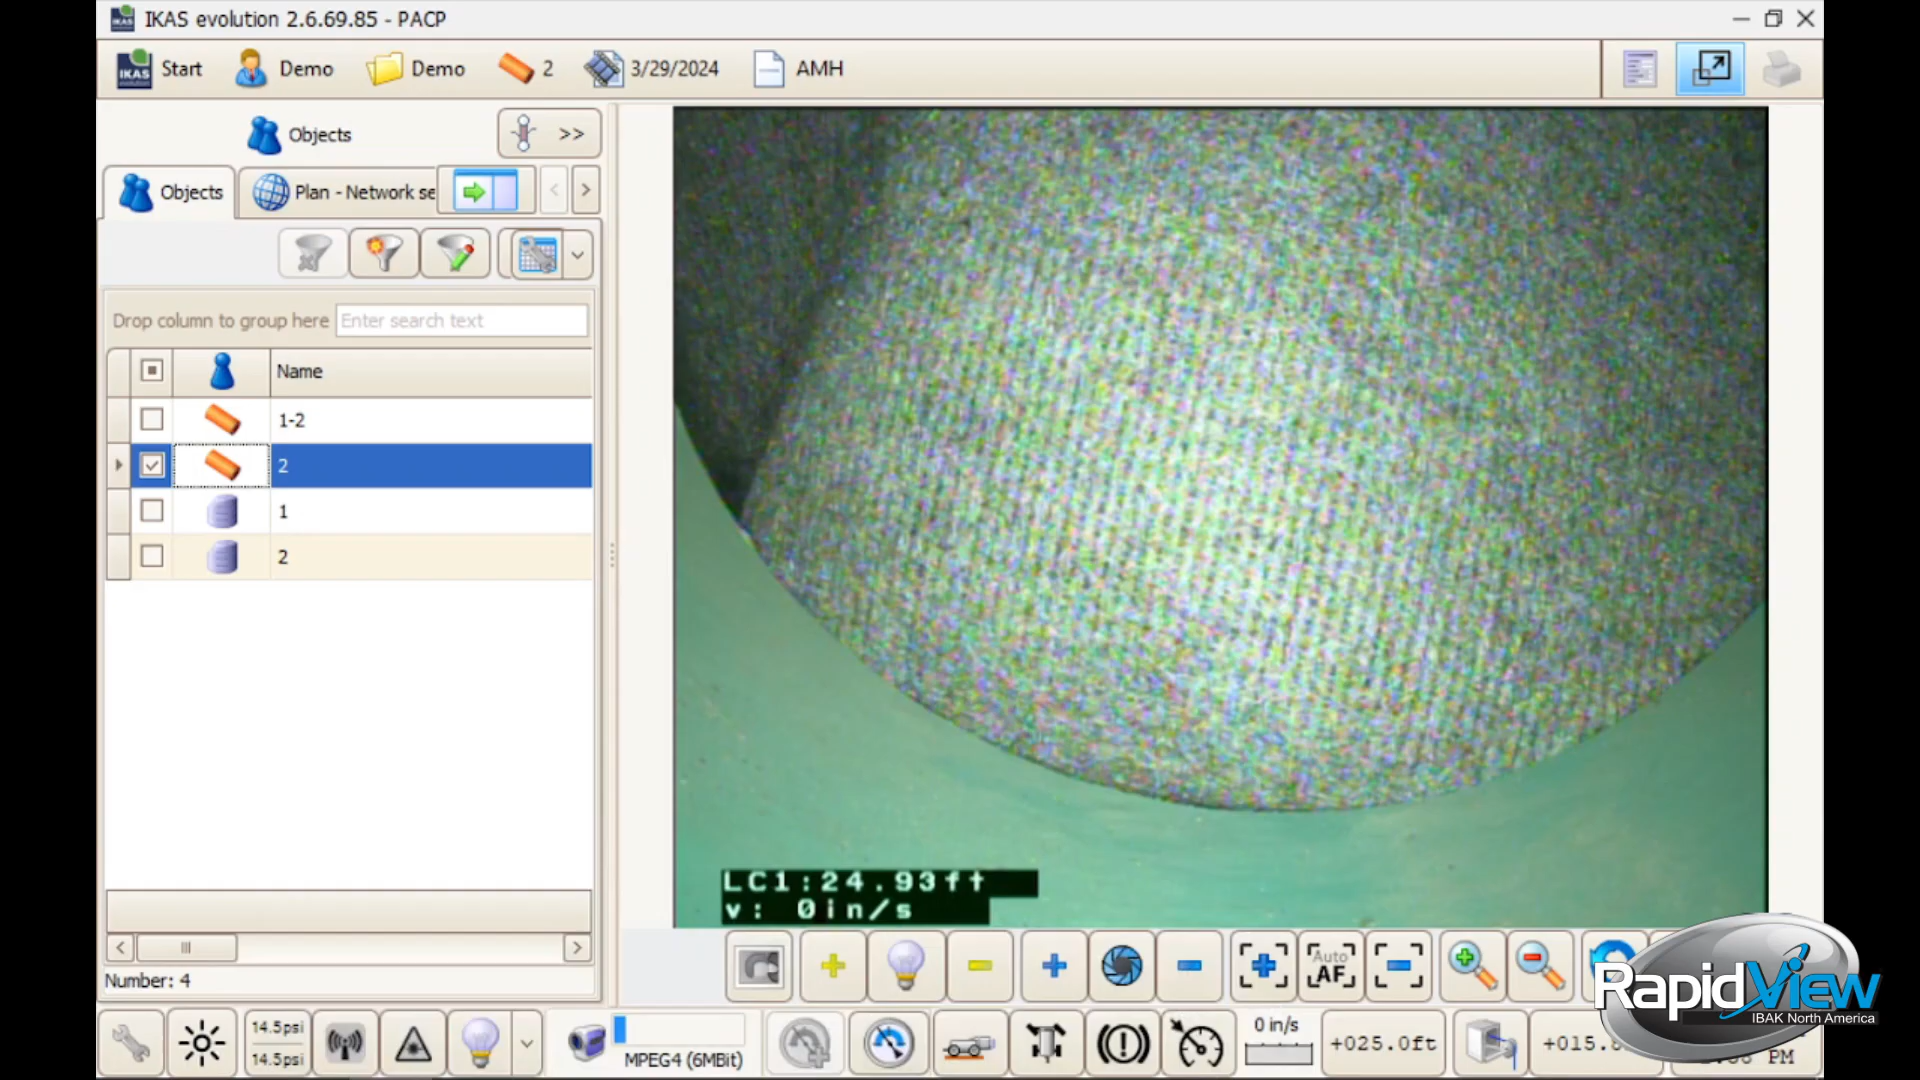 IKAS evolution 2.6.69.85 - PACP
IKAS
Start
Demo
Demo
2
3/29/2024
AMH
Objects
>>
Objects
Plan - Network se
Drop column to group here
Enter search text
Name
1-2
2
1
2
Number: 4
LC1:24.93ft
v: 0in/s
Auto
AF
14.5psi
14.5psi
MPEG4 (6MBit)
0 in/s
+025.0ft
+015.
PM
RapidView
IBAK North America